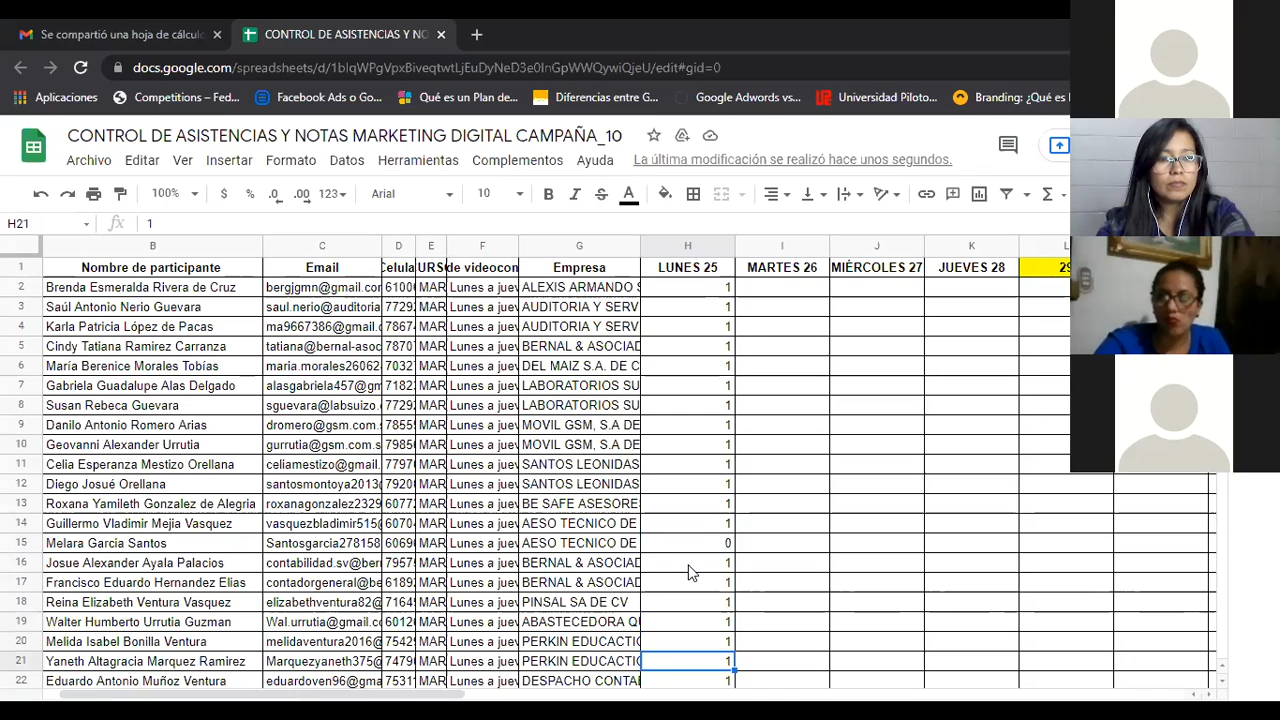 Se compartió una hoja de cálcul
CONTROL DE ASISTENCIAS Y NO
docs.google.com/spreadsheets/d/1blqWPgVpxBiveqtwtLjEuDyNeD3e0InGpWWQywiQjeU/edit#gid=0
Aplicaciones Competitions – Fed... Facebook Ads o Go... Qué es un Plan de... Diferencias entre G... Google Adwords vs... Universidad Piloto... Branding: ¿Qué es
CONTROL DE ASISTENCIAS Y NOTAS MARKETING DIGITAL CAMPAÑA_10
Archivo Editar Ver Insertar Formato Datos Herramientas Complementos Ayuda La última modificación se realizó hace unos segundos.
100% $ % .0 .00 123 Arial 10 B I S A Σ
H21 fx 1
B C D E F G H I J K L
1 Nombre de participante Email Celula URS de videocon Empresa LUNES 25 MARTES 26 MIÉRCOLES 27 JUEVES 28 29
2 Brenda Esmeralda Rivera de Cruz bergjgmn@gmail.co 6100 MAR Lunes a juev ALEXIS ARMANDO S 1
3 Saúl Antonio Nerio Guevara saul.nerio@auditoria 7729 MAR Lunes a juev AUDITORIA Y SERV 1
4 Karla Patricia López de Pacas ma9667386@gmail. 7867 MAR Lunes a juev AUDITORIA Y SERV 1
5 Cindy Tatiana Ramirez Carranza tatiana@bernal-asoc 7870 MAR Lunes a juev BERNAL & ASOCIAD 1
6 María Berenice Morales Tobías maria.morales26062 7032 MAR Lunes a juev DEL MAIZ S.A. DE C 1
7 Gabriela Guadalupe Alas Delgado alasgabriela457@gm 7182 MAR Lunes a juev LABORATORIOS SU 1
8 Susan Rebeca Guevara sguevara@labsuizo. 7729 MAR Lunes a juev LABORATORIOS SU 1
9 Danilo Antonio Romero Arias dromero@gsm.com.s 7855 MAR Lunes a juev MOVIL GSM, S.A DE 1
10 Geovanni Alexander Urrutia gurrutia@gsm.com.s 7985 MAR Lunes a juev MOVIL GSM, S.A DE 1
11 Celia Esperanza Mestizo Orellana celiamestizo@gmail. 7797 MAR Lunes a juev SANTOS LEONIDAS 1
12 Diego Josué Orellana santosmontoya2013 7920 MAR Lunes a juev SANTOS LEONIDAS 1
13 Roxana Yamileth Gonzalez de Alegria roxanagonzalez2329 6077 MAR Lunes a juev BE SAFE ASESORE 1
14 Guillermo Vladimir Mejia Vasquez vasquezbladimir515 6070 MAR Lunes a juev AESO TECNICO DE 1
15 Melara Garcia Santos Santosgarcia278158 6069 MAR Lunes a juev AESO TECNICO DE 0
16 Josue Alexander Ayala Palacios contabilidad.sv@ber 7957 MAR Lunes a juev BERNAL & ASOCIAD 1
17 Francisco Eduardo Hernandez Elias contadorgeneral@be 6189 MAR Lunes a juev BERNAL & ASOCIAD 1
18 Reina Elizabeth Ventura Vasquez elizabethventura82@ 7164 MAR Lunes a juev PINSAL SA DE CV 1
19 Walter Humberto Urrutia Guzman Wal.urrutia@gmail.co 6012 MAR Lunes a juev ABASTECEDORA QU 1
20 Melida Isabel Bonilla Ventura melidaventura2016@ 7542 MAR Lunes a juev PERKIN EDUCACTIO 1
21 Yaneth Altagracia Marquez Ramirez Marquezyaneth375@ 7479 MAR Lunes a juev PERKIN EDUCACTIO 1
22 Eduardo Antonio Muñoz Ventura eduardoven96@gmai 7531 MAR Lunes a juev DESPACHO CONTA 1